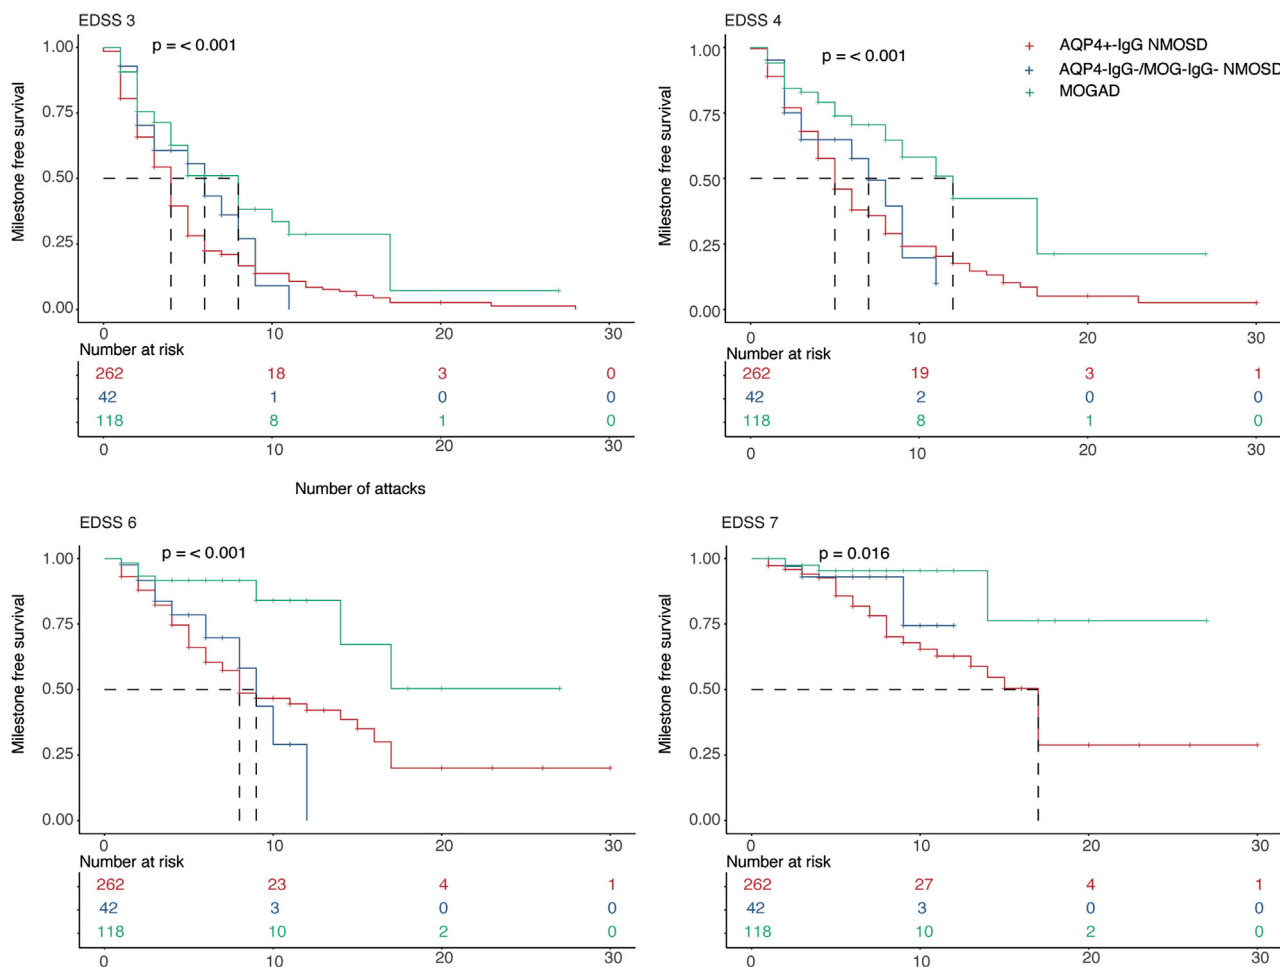 EDSS 3
p = < 0.001
Milestone free survival
1.00
0.75
0.50
0.25
0.00
0 10 20 30
Number at risk
262 18 3 0
42 1 0 0
118 8 1 0
0 10 20 30
Number of attacks
EDSS 4
p = < 0.001
AQP4+-IgG NMOSD
AQP4-IgG-/MOG-IgG- NMOSD
MOGAD
Milestone free survival
1.00
0.75
0.50
0.25
0.00
0 10 20 30
Number at risk
262 19 3 1
42 2 0 0
118 8 1 0
0 10 20 30
EDSS 6
p = < 0.001
Milestone free survival
1.00
0.75
0.50
0.25
0.00
0 10 20 30
Number at risk
262 23 4 1
42 3 0 0
118 10 2 0
0 10 20 30
EDSS 7
p = 0.016
Milestone free survival
1.00
0.75
0.50
0.25
0.00
0 10 20 30
Number at risk
262 27 4 1
42 3 0 0
118 10 2 0
0 10 20 30